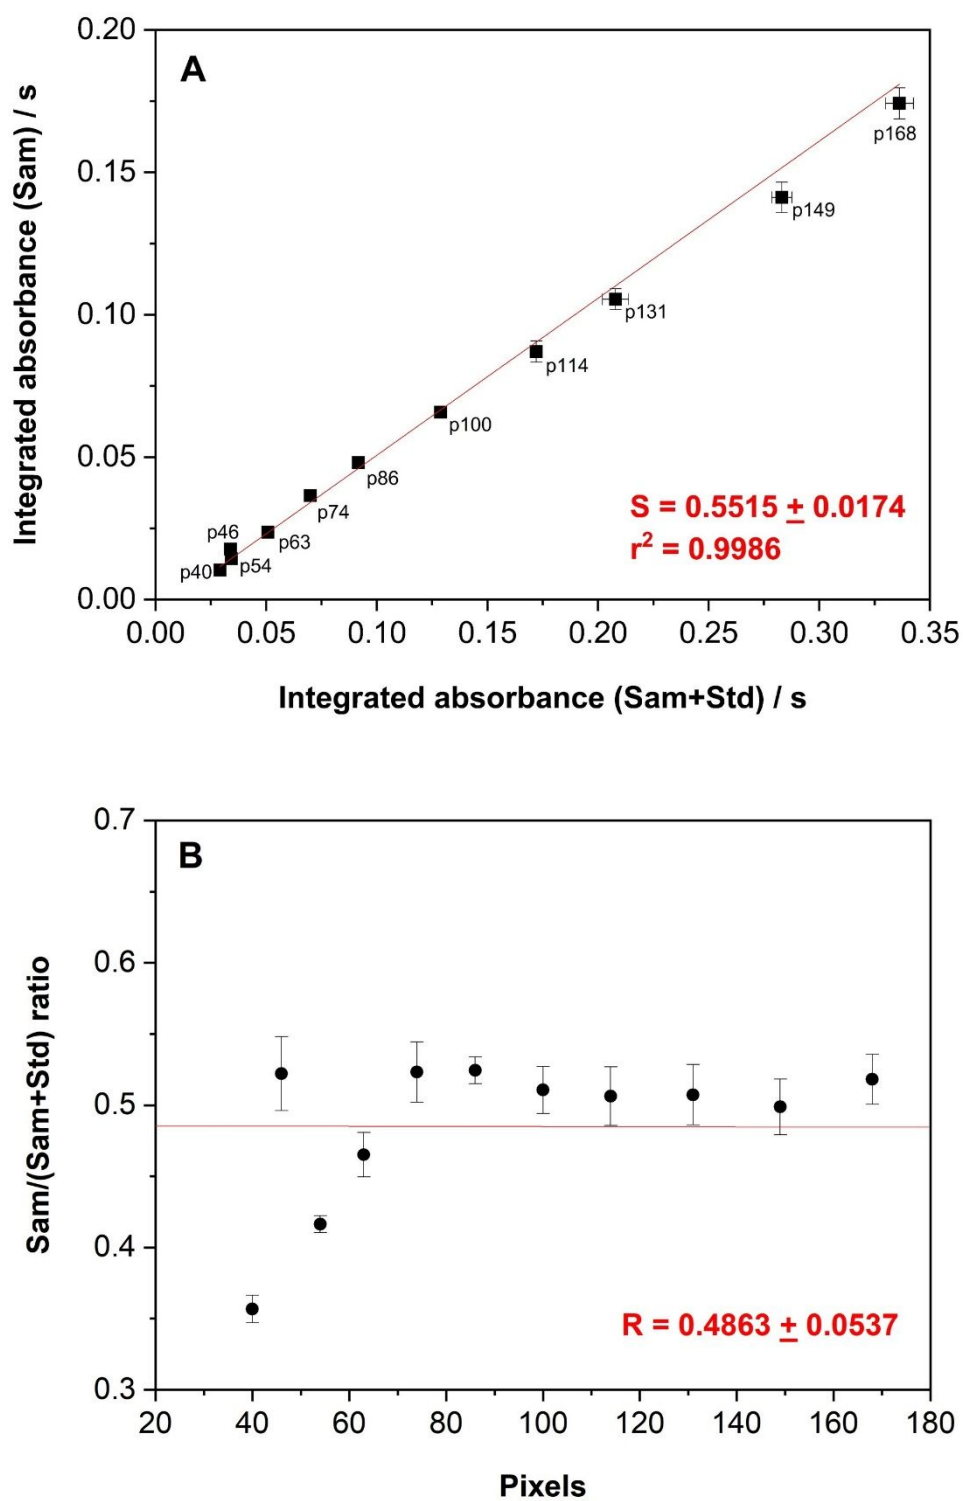 A
Integrated absorbance (Sam) / s
0.20
0.15
0.10
0.05
0.00
p168
p149
p131
p114
p100
p86
p74
p63
p46
p54
p40
S = 0.5515 ± 0.0174
r² = 0.9986
0.00 0.05 0.10 0.15 0.20 0.25 0.30 0.35
Integrated absorbance (Sam+Std) / s
B
Sam/(Sam+Std) ratio
0.7
0.6
0.5
0.4
0.3
R = 0.4863 ± 0.0537
20 40 60 80 100 120 140 160 180
Pixels